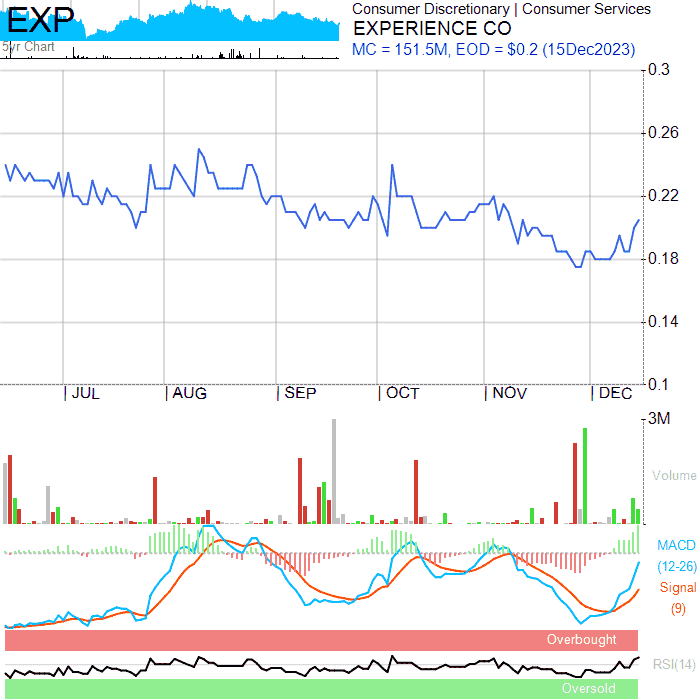 EXP
5yr Chart
Consumer Discretionary | Consumer Services
EXPERIENCE CO
MC = 151.5M, EOD = $0.2 (15Dec2023)
0.3
0.26
0.22
0.18
0.14
0.1
| JUL | AUG | SEP | OCT | NOV | DEC
3M
Volume
MACD
(12-26)
Signal
(9)
Overbought
RSI(14)
Oversold